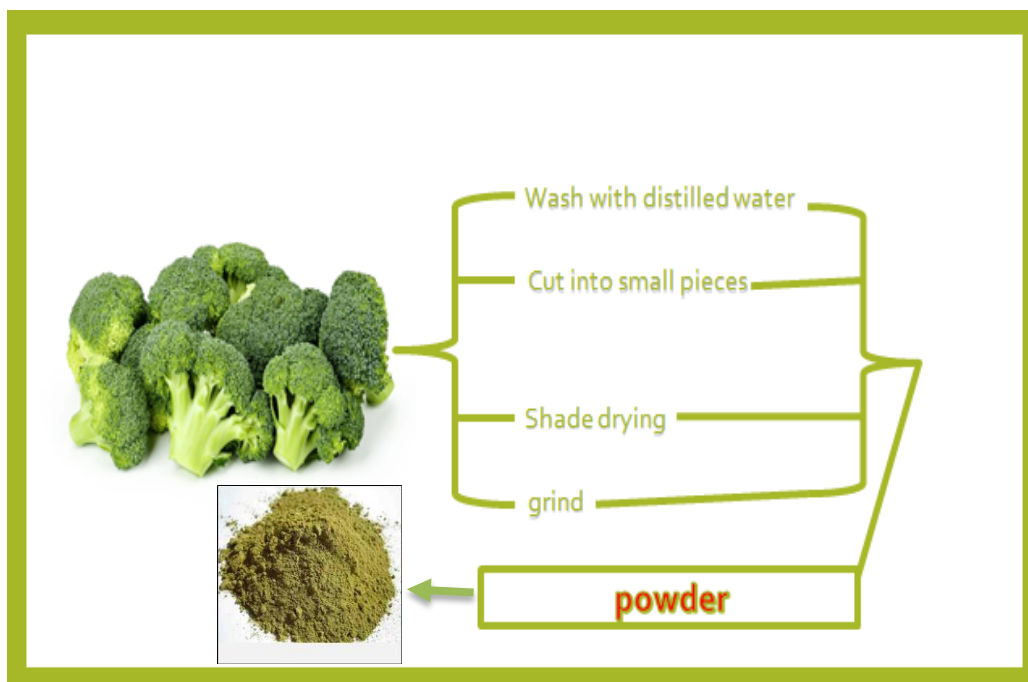 Wash with distilled water
Cut into small pieces
Shade drying
grind
powder